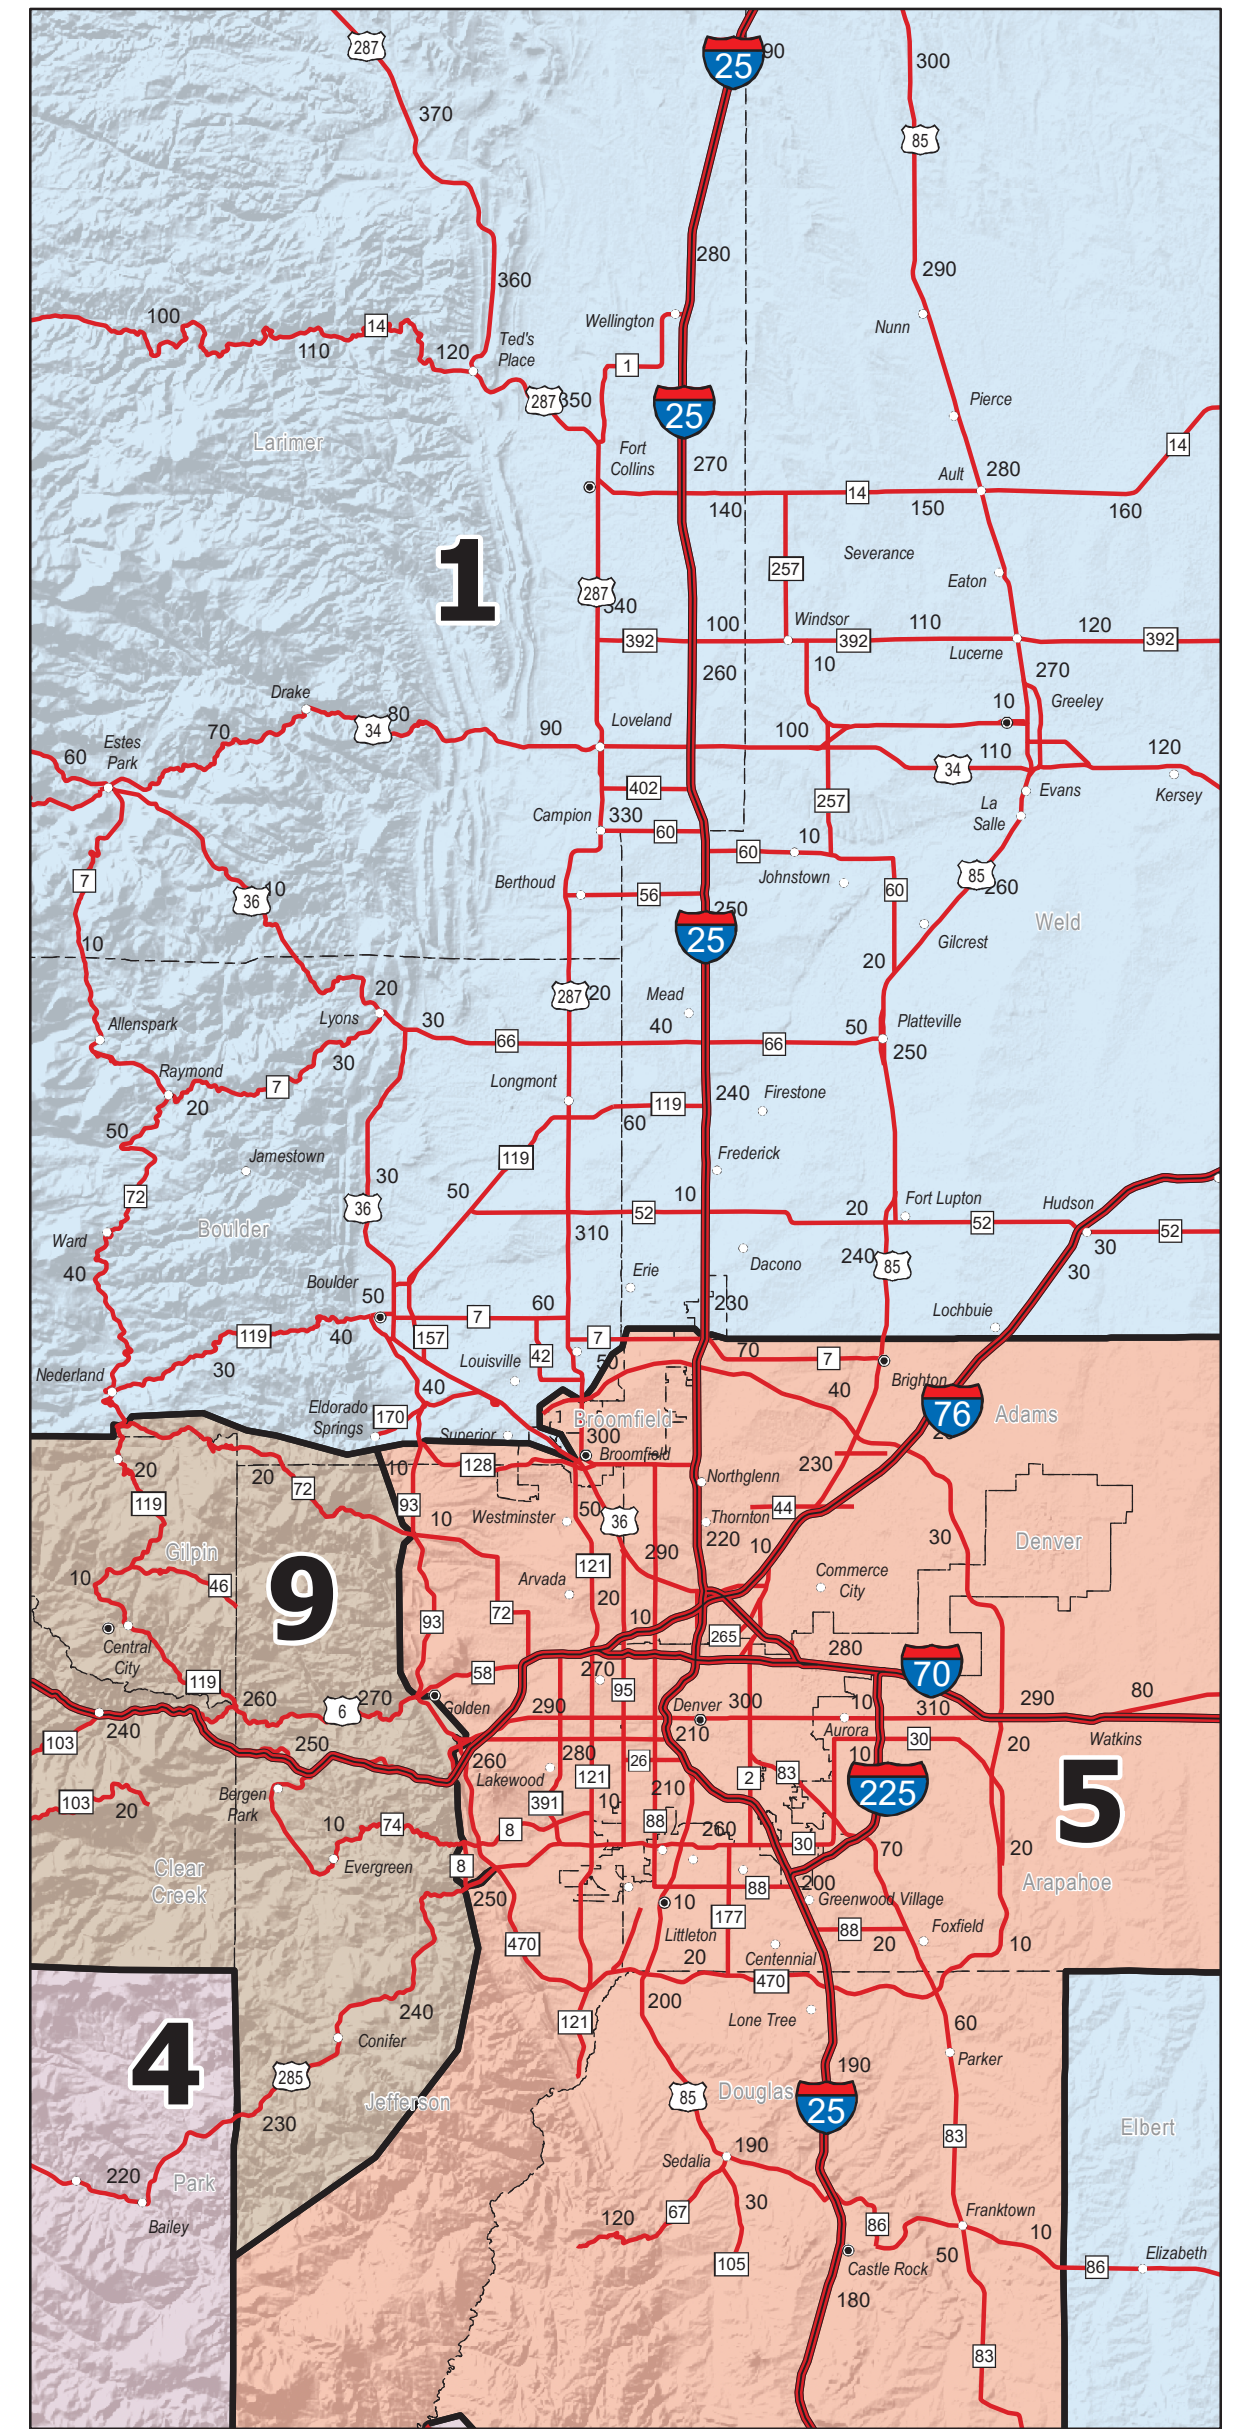 287
25
90
300
370
85
280
360
290
100
14
110
120
Ted's
Place
Wellington
1
Nunn
287
350
25
Pierce
14
Larimer
Fort
Collins
270
Ault
280
14
140
150
160
1
257
Severance
Eaton
287
340
100
Windsor
110
120
392
392
392
Lucerne
260
10
270
Drake
10
Greeley
80
70
34
90
Loveland
100
Estes
Park
60
110
120
34
402
257
Evans
Kersey
La
Salle
Campion
330
60
60
10
7
Berthoud
56
Johnstown
60
85
260
36
10
250
25
Gilcrest
Weld
10
20
20
287
20
Mead
Allenspark
Lyons
30
66
40
66
50
Platteville
250
30
Raymond
7
20
Longmont
119
240
Firestone
60
50
Jamestown
119
Frederick
72
36
30
50
10
52
20
Fort Lupton
52
Hudson
52
Ward
Boulder
310
30
40
Erie
Dacono
240
85
30
Boulder
50
60
230
Lochbuie
7
119
40
157
42
7
50
70
7
Brighton
Nederland
30
Louisville
40
40
76
Eldorado
Springs
170
Broomfield
Adams
Superior
300
Broomfield
20
20
10
128
230
72
119
93
10
Westminster
50
36
Northglenn
44
Thornton
220
10
30
Denver
Gilpin
9
290
10
46
Arvada
121
20
Commerce
City
93
72
10
265
280
Central
City
58
270
70
119
260
6
270
Golden
95
290
Denver
300
10
310
290
80
103
240
250
260
210
Aurora
30
20
Watkins
280
26
10
5
Lakewood
121
2
83
225
Bergen
Park
103
20
391
10
210
88
10
74
8
260
30
70
20
Clear
Creek
Evergreen
8
250
88
200
Greenwood Village
Arapahoe
10
177
Littleton
88
20
Foxfield
10
470
20
Centennial
470
240
121
200
Lone Tree
60
4
Conifer
190
Parker
285
85
Douglas
25
Jefferson
230
83
Elbert
190
Sedalia
220
Park
Bailey
120
67
30
86
Franktown
10
50
105
Castle Rock
86
Elizabeth
180
83